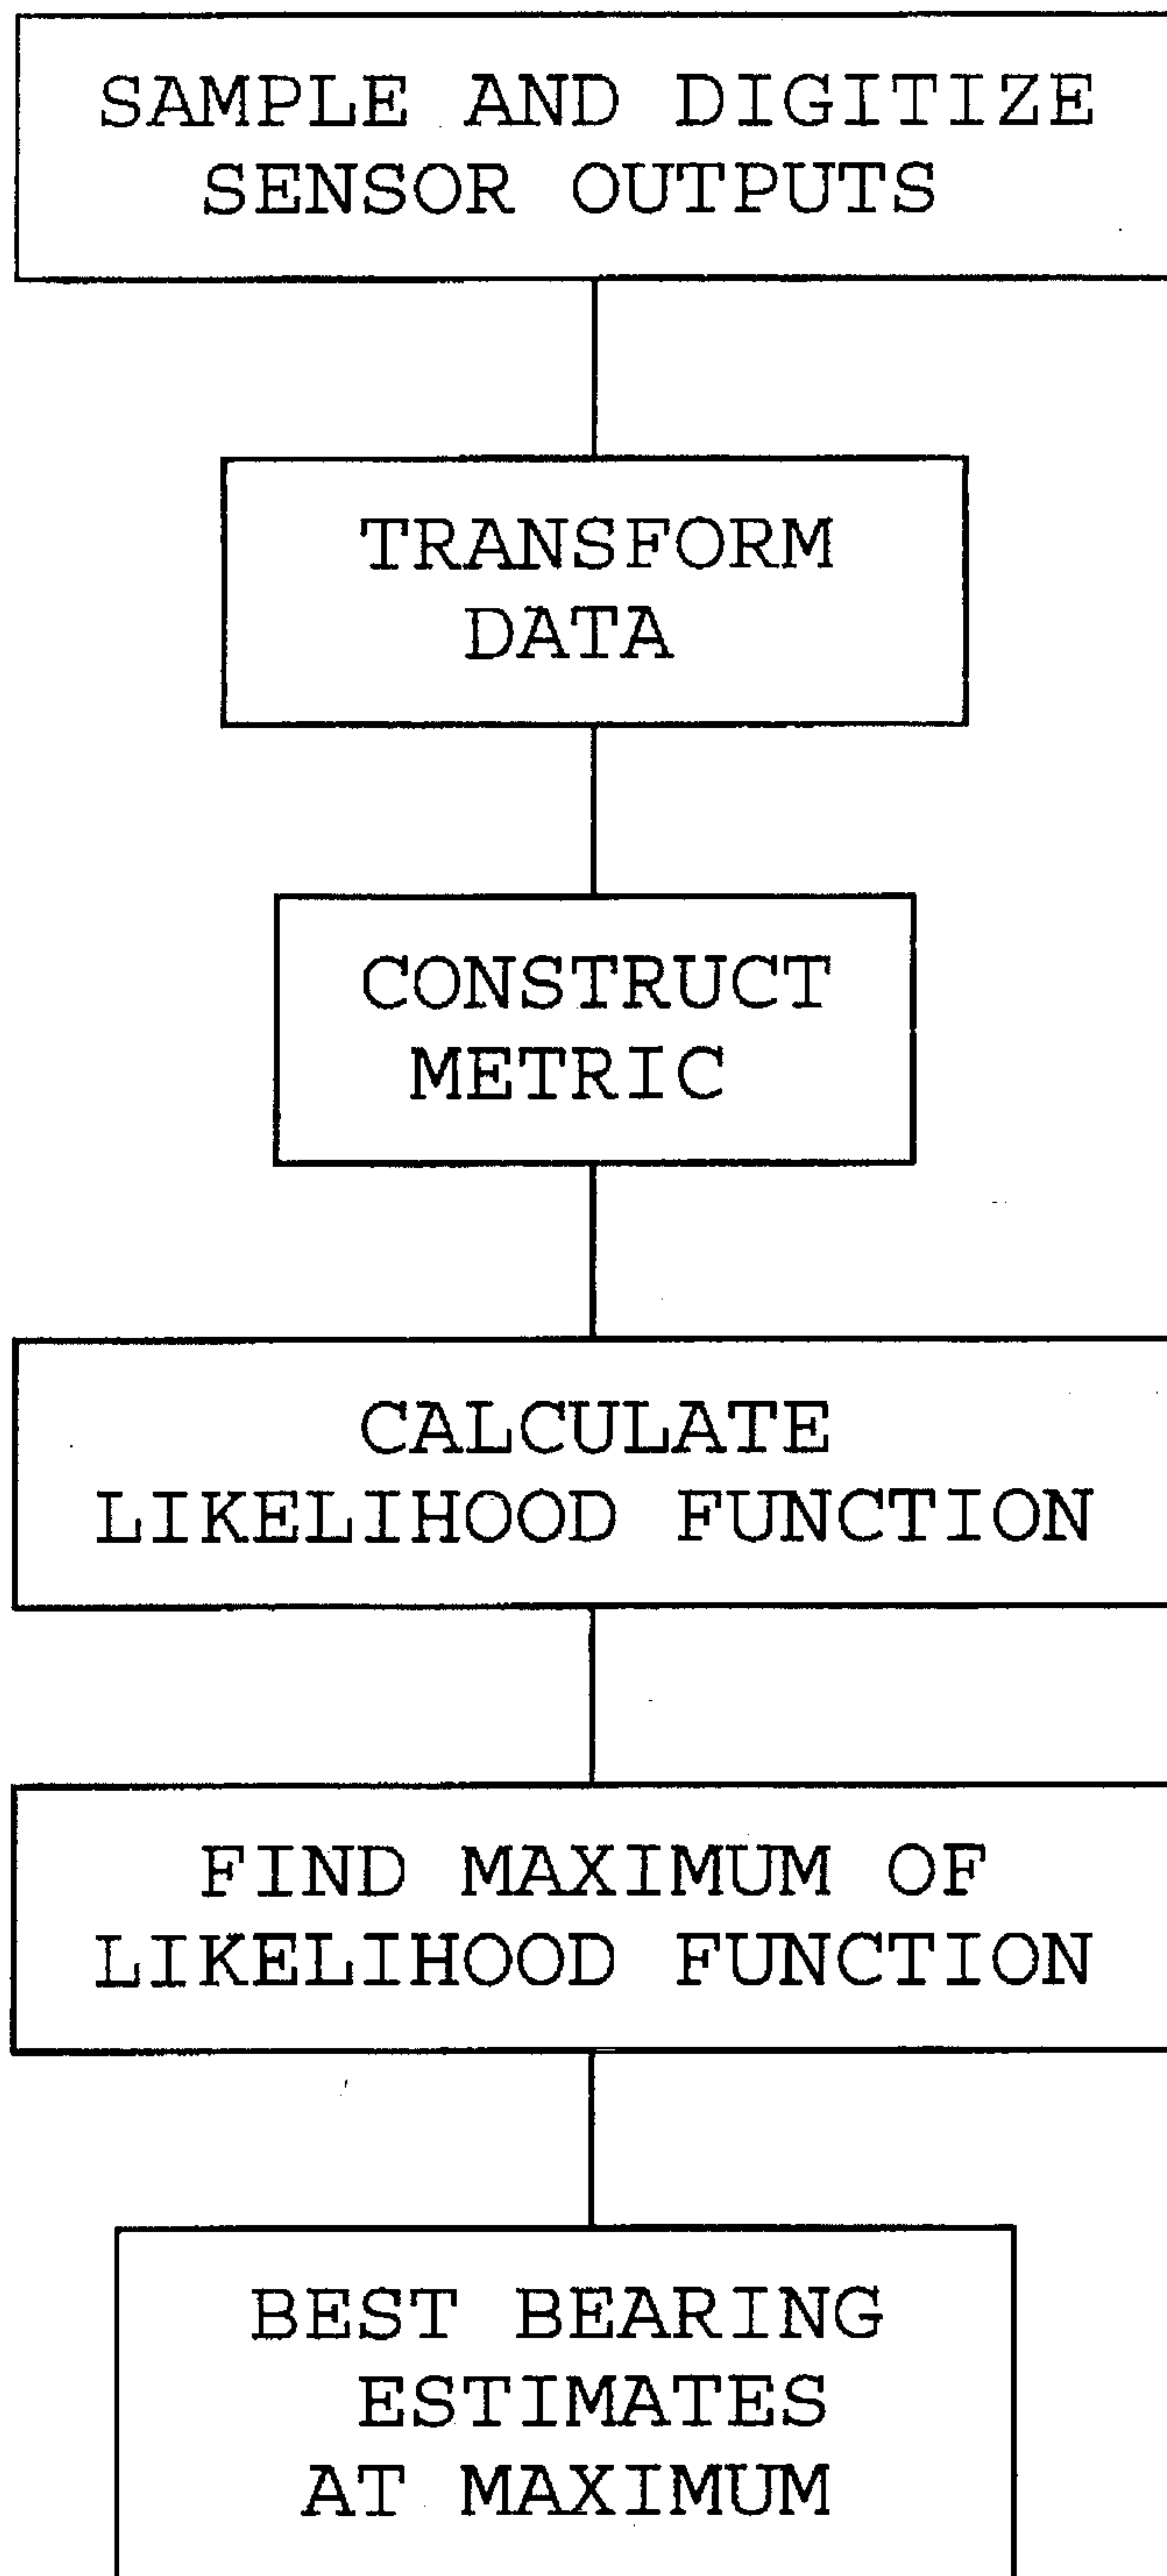 SAMPLE AND DIGITIZE
SENSOR OUTPUTS
TRANSFORM
DATA
CONSTRUCT
METRIC
CALCULATE
LIKELIHOOD FUNCTION
FIND MAXIMUM OF
LIKELIHOOD FUNCTION
BEST BEARING
ESTIMATES
AT MAXIMUM